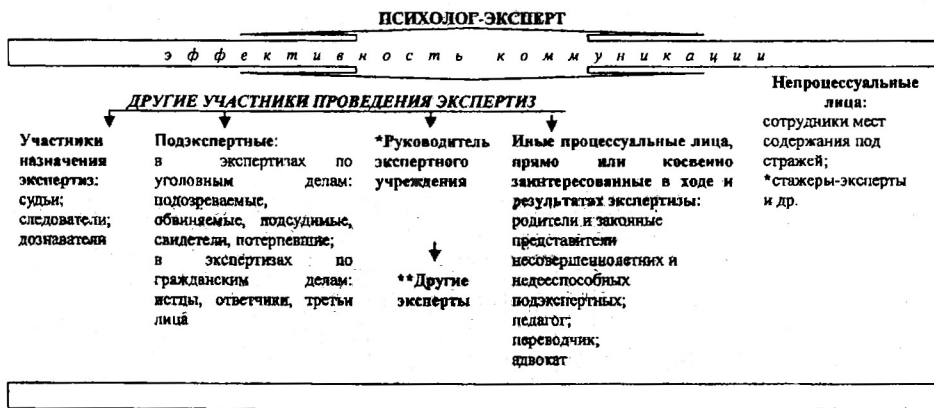 ПСИХОЛОГ-ЭКСПЕРТ
эффективность коммуникации
ДРУГИЕ УЧАСТНИКИ ПРОВЕДЕНИЯ ЭКСПЕРТИЗ
Участники
назначения
экспертиз:
судьи;
следователи;
дознаватели
Подэкспертные:
в экспертизах по
уголовным делам:
подозреваемые,
обвиняемые, подсудимые,
свидетели, потерпевшие;
в экспертизах по
гражданским делам:
истцы, ответчики, третьи
лица
*Руководитель
экспертного
учреждения
**Другие
эксперты
Иные процессуальные лица,
прямо или косвенно
заинтересованные в ходе и
результатах экспертизы:
родители и законные
представители
несовершеннолетних и
недееспособных
подэкспертных;
педагог;
переводчик;
адвокат
Непроцессуальные
лица:
сотрудники мест
содержания под
стражей;
*стажеры-эксперты
и др.